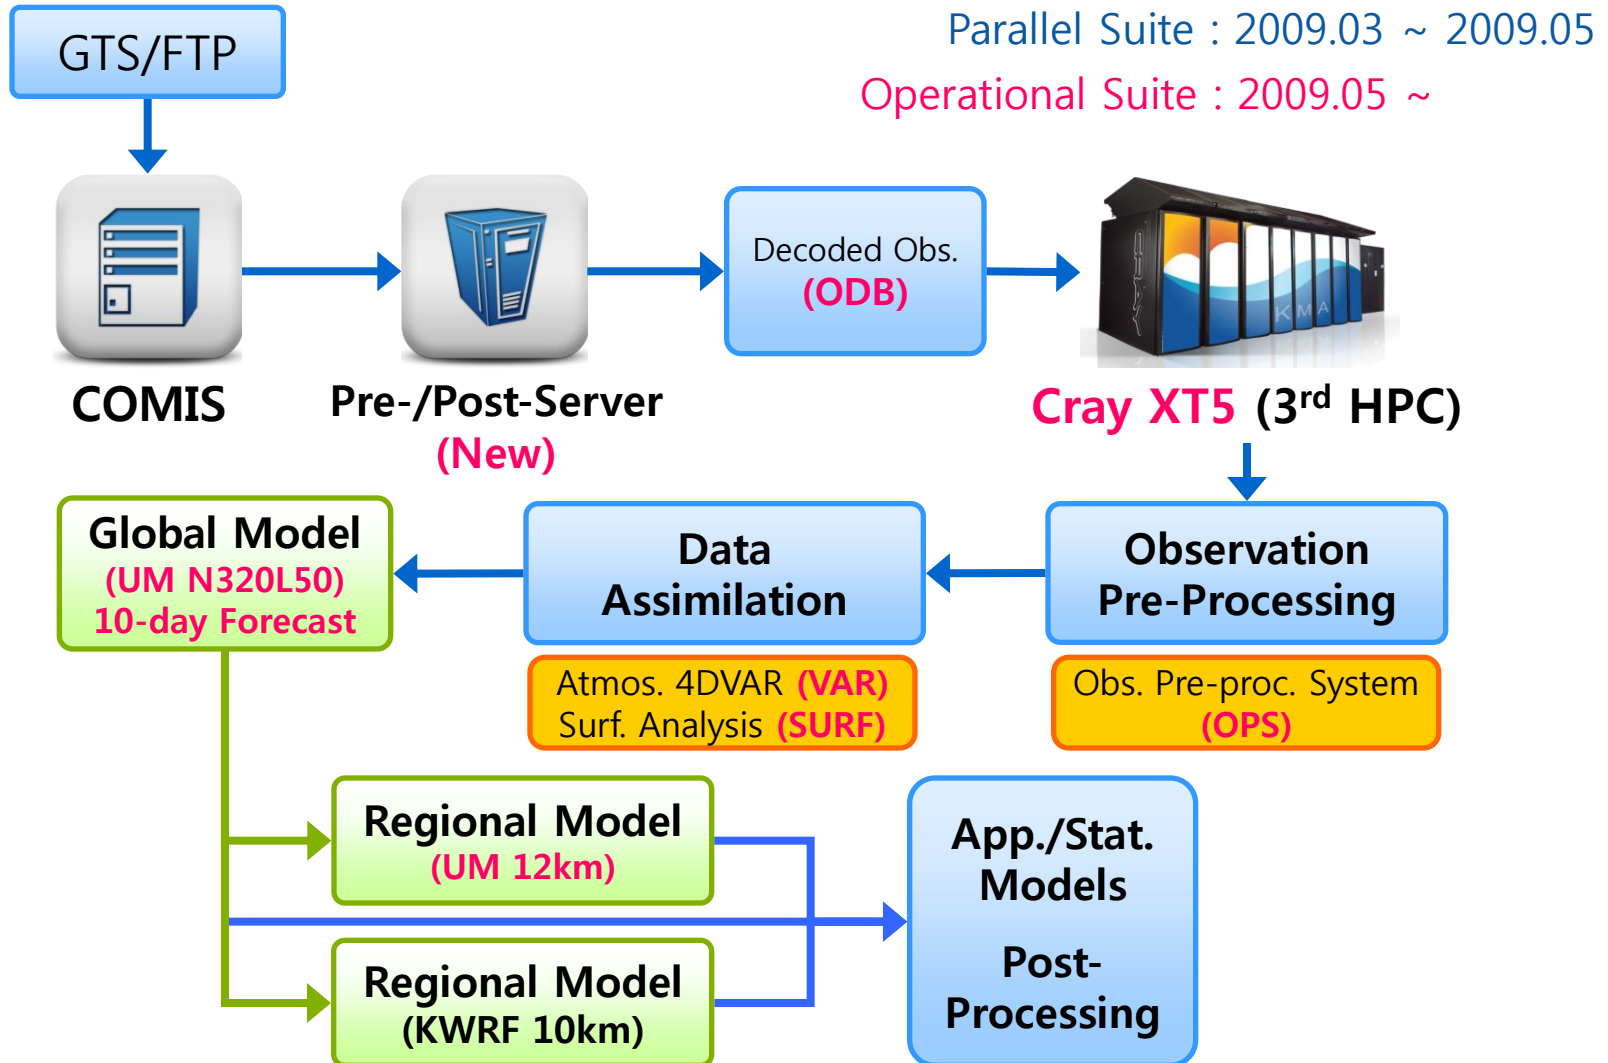 GTS/FTP
Parallel Suite : 2009.03 ~ 2009.05
Operational Suite : 2009.05 ~
Decoded Obs.
(ODB)
CRAY
KMA
COMIS
Pre-/Post-Server
(New)
Cray XT5 (3rd HPC)
Global Model
(UM N320L50)
10-day Forecast
Data
Assimilation
Observation
Pre-Processing
Atmos. 4DVAR (VAR)
Surf. Analysis (SURF)
Obs. Pre-proc. System
(OPS)
Regional Model
(UM 12km)
App./Stat.
Models
Post-
Processing
Regional Model
(KWRF 10km)